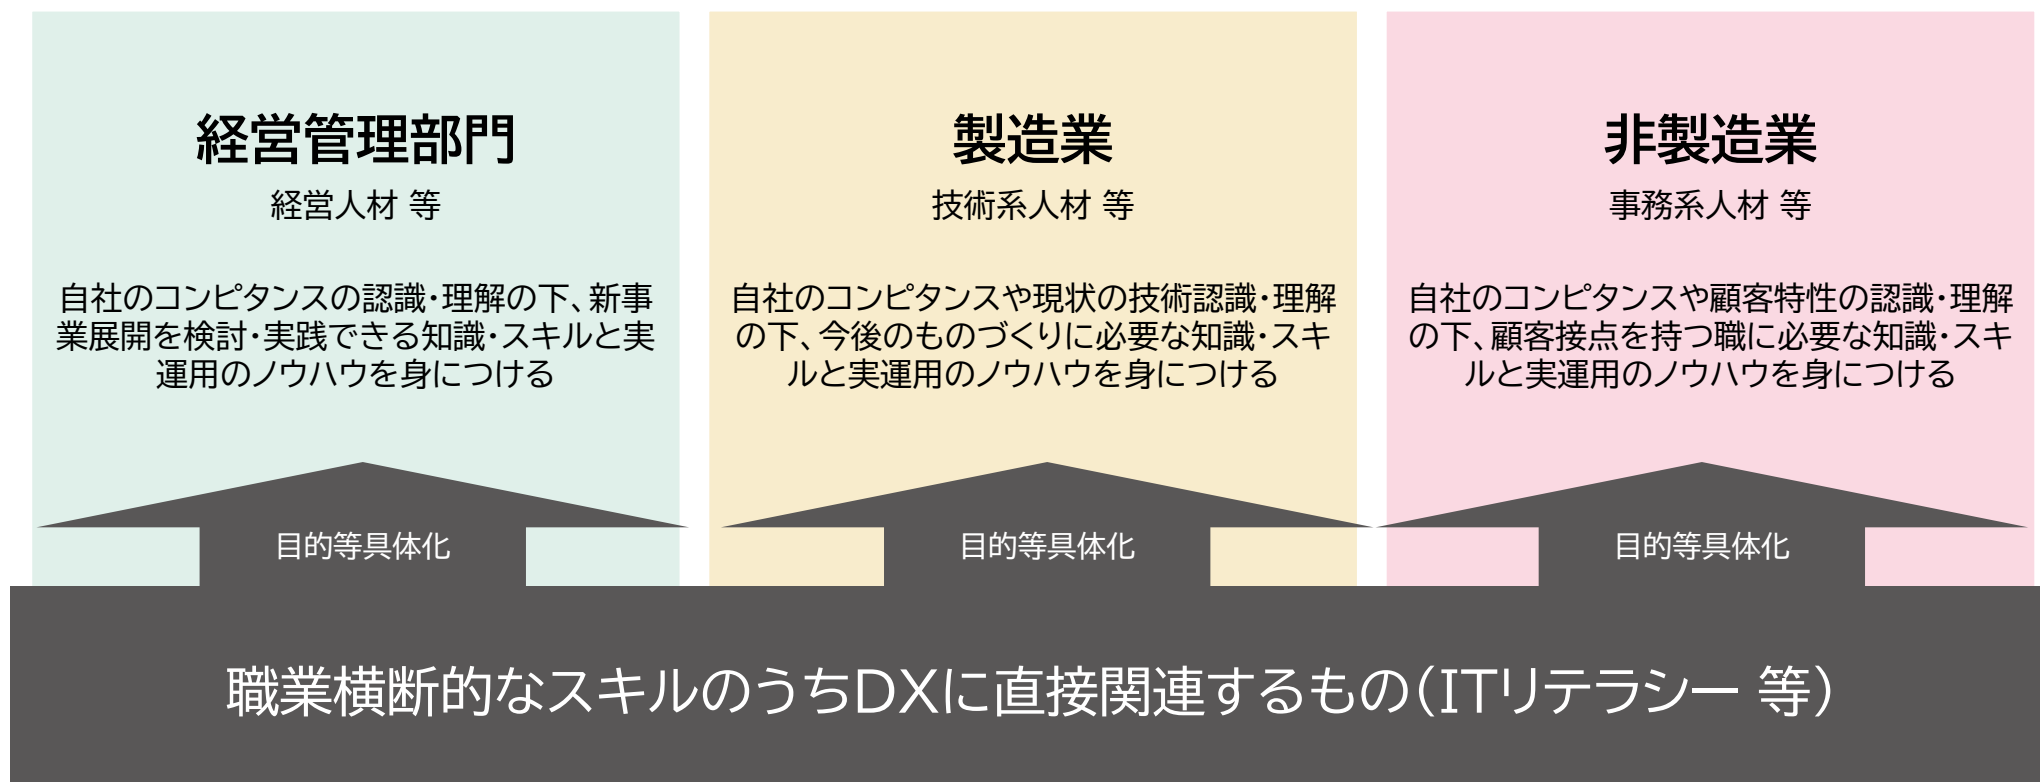 経営管理部門
経営人材 等
自社のコンピタンスの認識・理解の下、新事
業展開を検討・実践できる知識・スキルと実
運用のノウハウを身につける
目的等具体化
製造業
技術系人材 等
自社のコンピタンスや現状の技術認識・理解
の下、今後のものづくりに必要な知識・スキ
ルと実運用のノウハウを身につける
目的等具体化
非製造業
事務系人材 等
自社のコンピタンスや顧客特性の認識・理解
の下、顧客接点を持つ職に必要な知識・スキ
ルと実運用のノウハウを身につける
目的等具体化
職業横断的なスキルのうちDXに直接関連するもの（ITリテラシー 等）